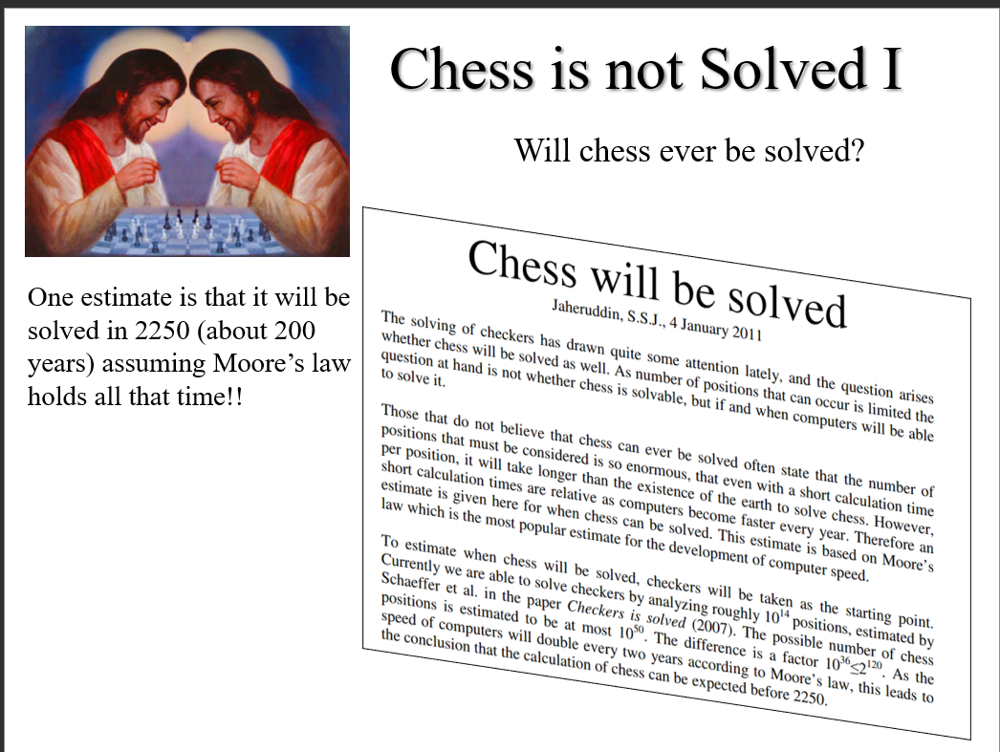 Chess is not Solved I
Will chess ever be solved?
One estimate is that it will be
solved in 2250 (about 200
years) assuming Moore’s law
holds all that time!!
Chess will be solved
Jaheruddin, S.S.J., 4 January 2011
The solving of checkers has drawn quite some attention lately, and the question arises
whether chess will be solved as well. As number of positions that can occur is limited the
question at hand is not whether chess is solvable, but if and when computers will be able
to solve it.
Those that do not believe that chess can ever be solved often state that the number of
positions that must be considered is so enormous, that even with a short calculation time
per position, it will take longer than the existence of the earth to solve chess. However,
short calculation times are relative as computers become faster every year. Therefore an
estimate is given here for when chess can be solved. This estimate is based on Moore’s
law which is the most popular estimate for the development of computer speed.
To estimate when chess will be solved, checkers will be taken as the starting point.
Currently we are able to solve checkers by analyzing roughly 10¹⁴ positions, estimated by
Schaeffer et al. in the paper Checkers is solved (2007). The possible number of chess
positions is estimated to be at most 10⁵⁰. The difference is a factor 10³⁶≤2¹²⁰. As the
speed of computers will double every two years according to Moore’s law, this leads to
the conclusion that the calculation of chess can be expected before 2250.